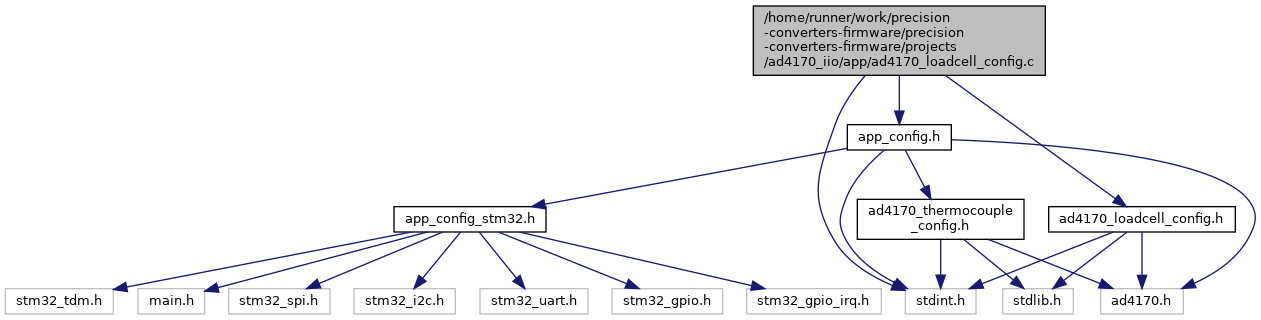 /home/runner/work/precision
-converters-firmware/precision
-converters-firmware/projects
/ad4170_iio/app/ad4170_loadcell_config.c
app_config.h
app_config_stm32.h
ad4170_thermocouple
_config.h
ad4170_loadcell_config.h
stm32_tdm.h
main.h
stm32_spi.h
stm32_i2c.h
stm32_uart.h
stm32_gpio.h
stm32_gpio_irq.h
stdint.h
stdlib.h
ad4170.h